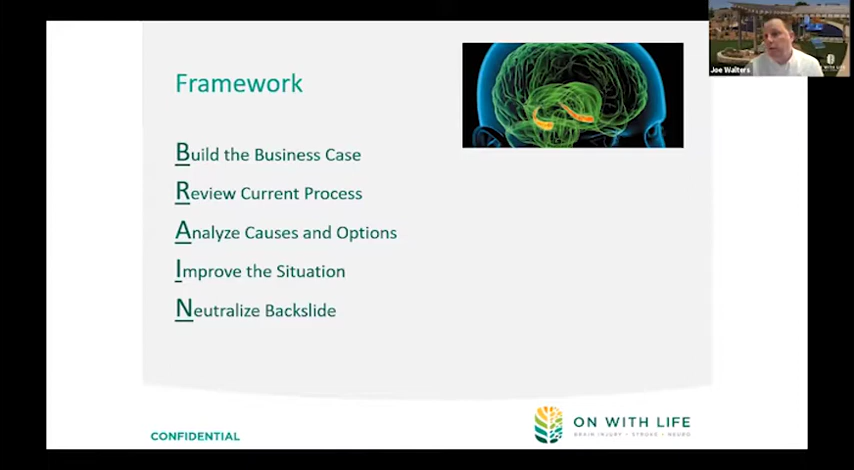 Joe Walters
Framework
Build the Business Case
Review Current Process
Analyze Causes and Options
Improve the Situation
Neutralize Backslide
CONFIDENTIAL
ON WITH LIFE
BRAIN INJURY • STROKE • NEURO